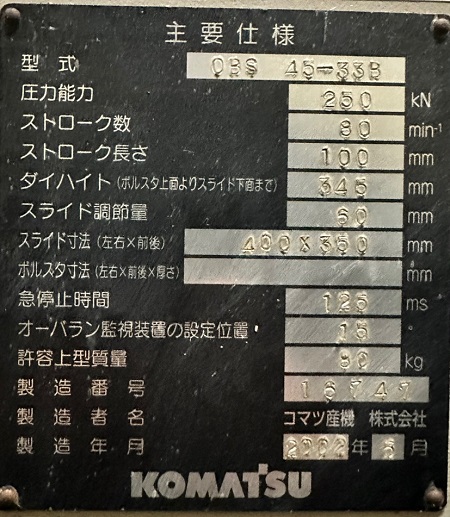 主要仕様
型式 OBS 45-33B
圧力能力 250 kN
ストローク数 80 min⁻¹
ストローク長さ 100 mm
ダイハイト(ボルスタ上面よりスライド下面まで) 345 mm
スライド調節量 60 mm
スライド寸法(左右×前後) 400×350 mm
ボルスタ寸法(左右×前後×厚さ) mm
急停止時間 125 ms
オーバラン監視装置の設定位置 15 °
許容上型質量 80 kg
製造番号
製造者名 コマツ産機 株式会社
製造年月 2002年 5月
KOMATSU